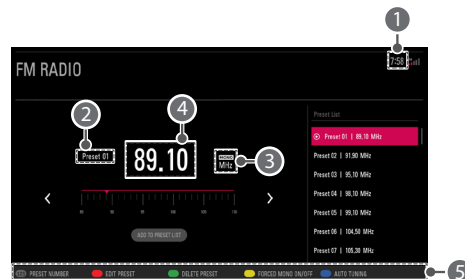 1
FM RADIO
7:58
Preset List
2
4
Preset 01 | 89,10 MHz
Preset 01
89.10
MONO
MHz
3
Preset 02 | 91,90 MHz
Preset 03 | 95,10 MHz
Preset 04 | 98,10 MHz
Preset 05 | 99,10 MHz
ADD TO PRESET LIST
Preset 06 | 104,50 MHz
Preset 07 | 105,30 MHz
PRESET NUMBER EDIT PRESET DELETE PRESET FORCED MONO ON/OFF AUTO TUNING
5